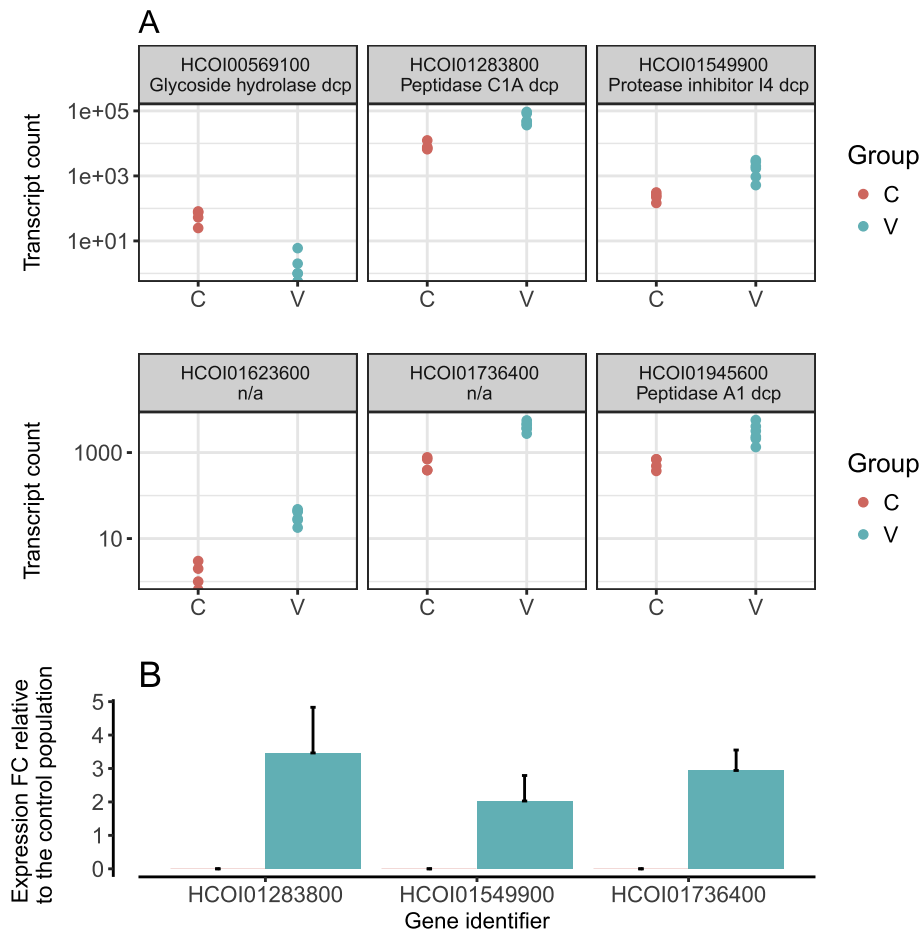 A
HCOI00569100
Glycoside hydrolase dcp
HCOI01283800
Peptidase C1A dcp
HCOI01549900
Protease inhibitor I4 dcp
Transcript count
1e+05
1e+03
1e+01
C
V
C
V
C
V
Group
C
V
HCOI01623600
n/a
HCOI01736400
n/a
HCOI01945600
Peptidase A1 dcp
Transcript count
1000
10
C
V
C
V
C
V
Group
C
V
B
Expression FC relative
to the control population
5
4
3
2
1
0
HCOI01283800
HCOI01549900
HCOI01736400
Gene identifier